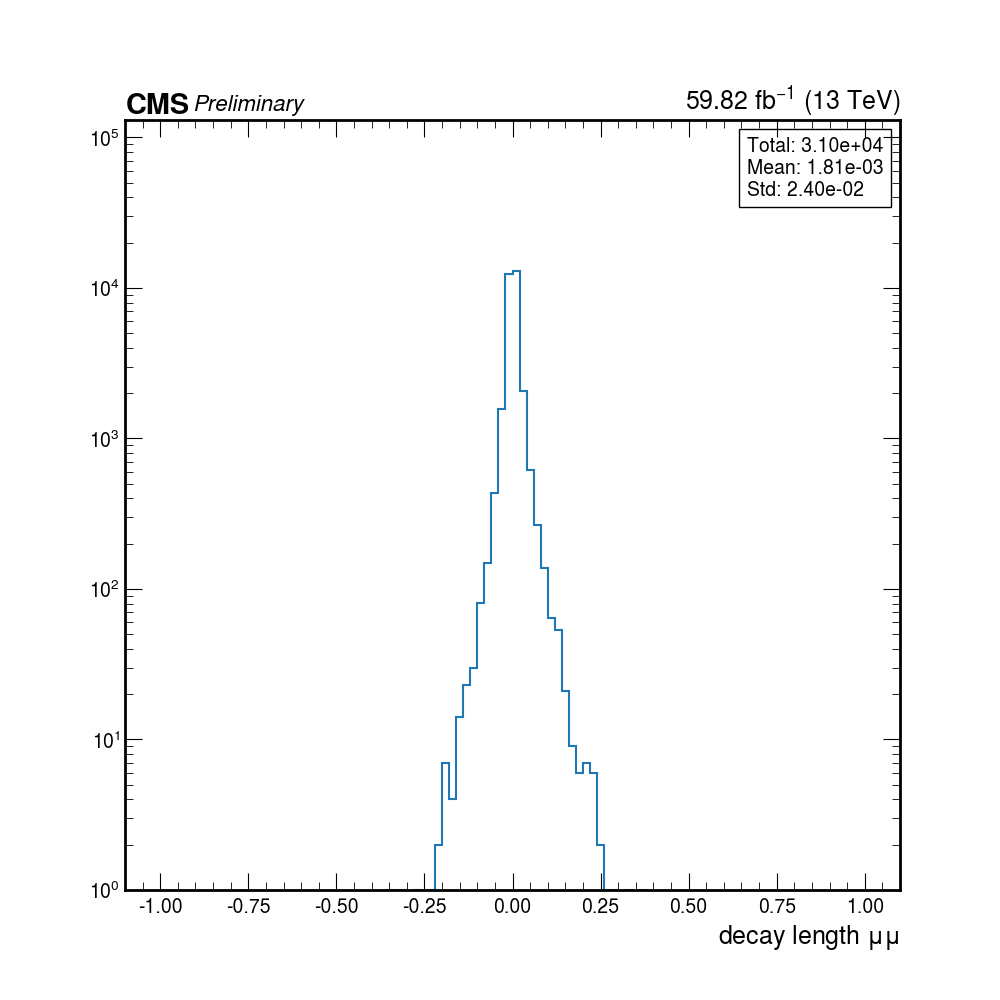 CMS Preliminary 59.82 fb⁻¹ (13 TeV)
Total: 3.10e+04
Mean: 1.81e-03
Std: 2.40e-02
10⁵
10⁴
10³
10²
10¹
10⁰
-1.00 -0.75 -0.50 -0.25 0.00 0.25 0.50 0.75 1.00
decay length μμ